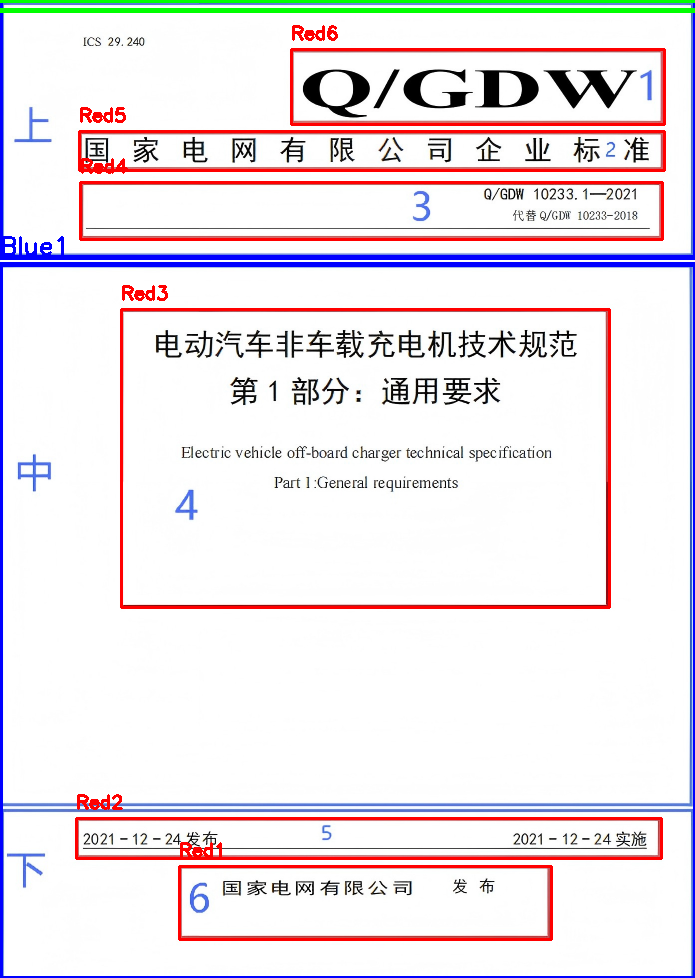 ICS 29.240
Red6
Q/GDW
1
上
Red5
国家电网有限公司企业标准
2
Red4
Q/GDW 10233.1—2021
3
代替 Q/GDW 10233-2018
Blue1
Red3
电动汽车非车载充电机技术规范
第 1 部分：通用要求
Electric vehicle off-board charger technical specification
中
Part 1:General requirements
4
Red2
2021-12-24 发布
5
2021-12-24 实施
下
Red1
6
国家电网有限公司 发 布